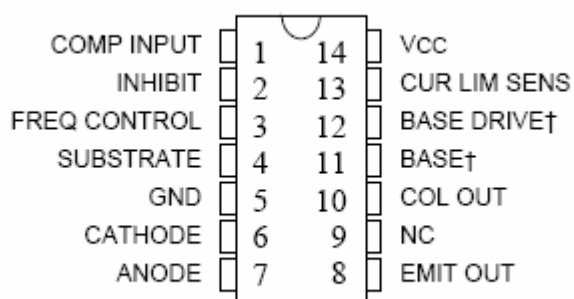 COMP INPUT 1 14 VCC
INHIBIT 2 13 CUR LIM SENS
FREQ CONTROL 3 12 BASE DRIVE†
SUBSTRATE 4 11 BASE†
GND 5 10 COL OUT
CATHODE 6 9 NC
ANODE 7 8 EMIT OUT